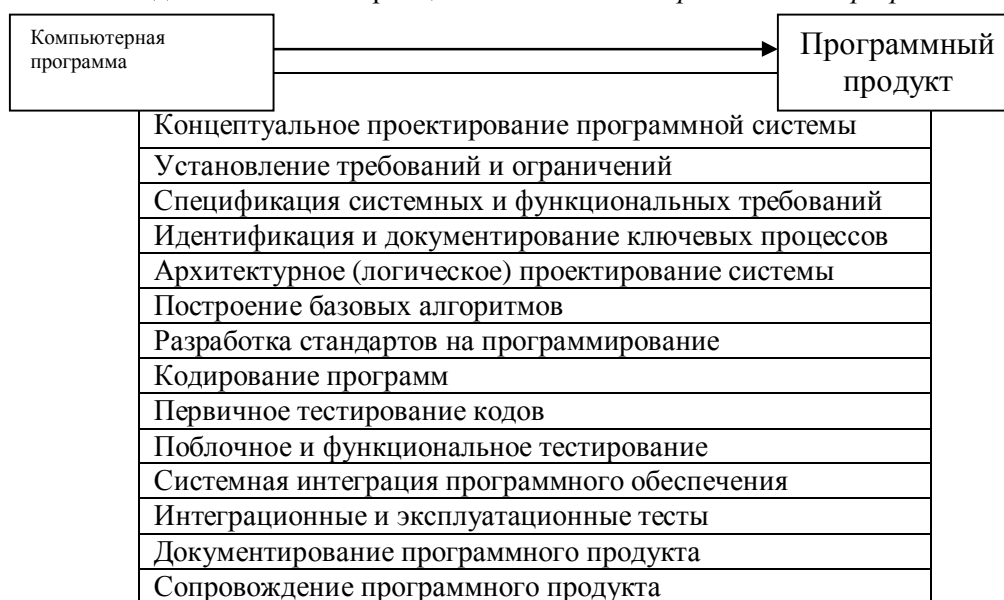 Компьютерная
программа
Программный
продукт
Концептуальное проектирование программной системы
Установление требований и ограничений
Спецификация системных и функциональных требований
Идентификация и документирование ключевых процессов
Архитектурное (логическое) проектирование системы
Построение базовых алгоритмов
Разработка стандартов на программирование
Кодирование программ
Первичное тестирование кодов
Поблочное и функциональное тестирование
Системная интеграция программного обеспечения
Интеграционные и эксплуатационные тесты
Документирование программного продукта
Сопровождение программного продукта